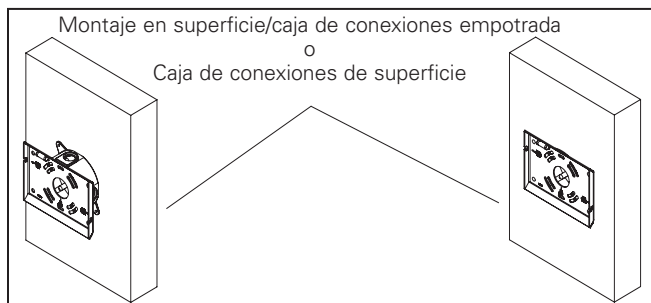 Montaje en superficie/caja de conexiones empotrada
o
Caja de conexiones de superficie